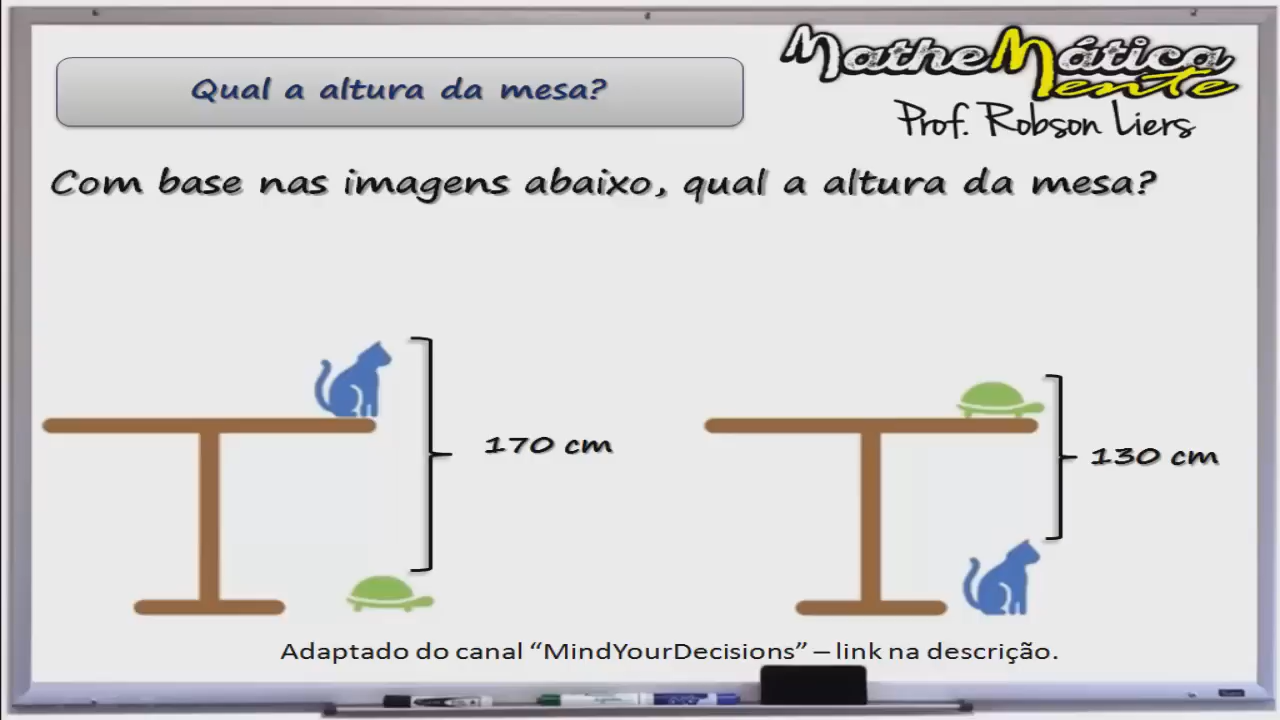 MatheMática
mente
Prof. Robson Liers
Qual a altura da mesa?
Com base nas imagens abaixo, qual a altura da mesa?
170 cm
130 cm
Adaptado do canal “MindYourDecisions” – link na descrição.